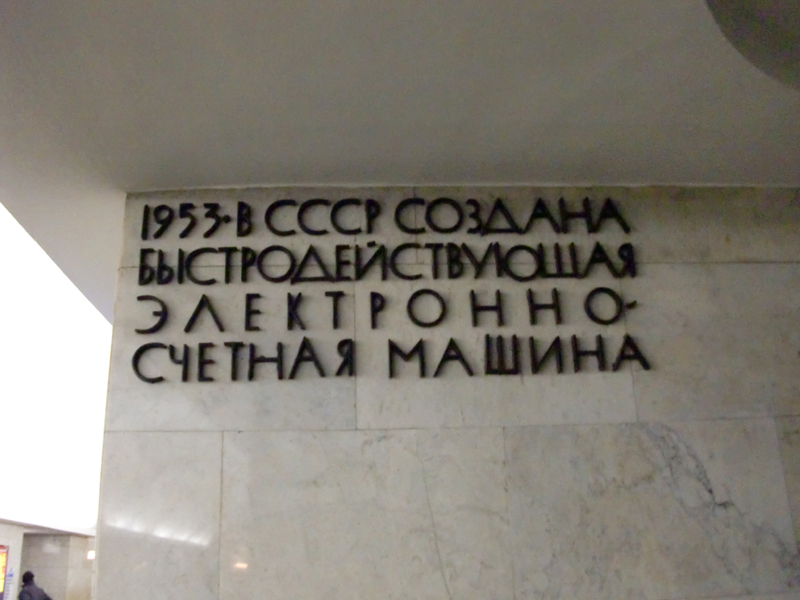 1953·В СССР СОЗДАНА
БЫСТРОДЕЙСТВУЮЩАЯ
ЭЛЕКТРОННО-
СЧЕТНАЯ МАШИНА